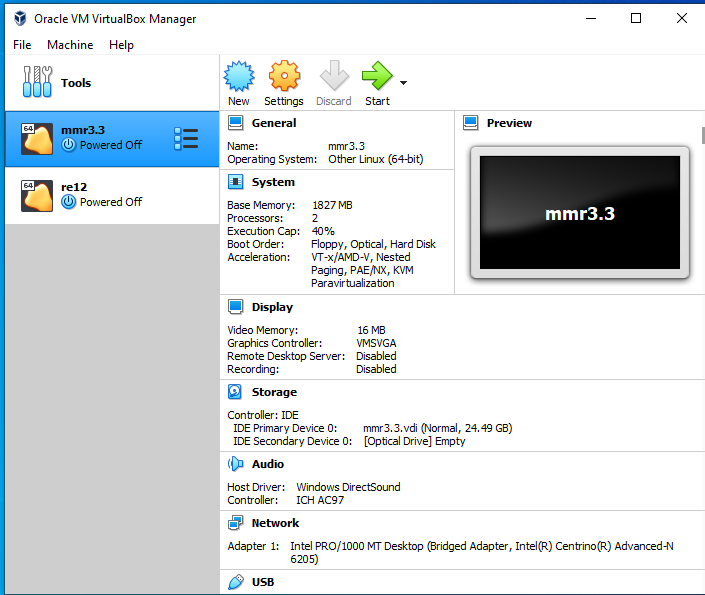 Oracle VM VirtualBox Manager
File Machine Help
Tools
New Settings Discard Start
64
mmr3.3
Powered Off
64
re12
Powered Off
General
Name: mmr3.3
Operating System: Other Linux (64-bit)
System
Base Memory: 1827 MB
Processors: 2
Execution Cap: 40%
Boot Order: Floppy, Optical, Hard Disk
Acceleration: VT-x/AMD-V, Nested
Paging, PAE/NX, KVM
Paravirtualization
Preview
mmr3.3
Display
Video Memory: 16 MB
Graphics Controller: VMSVGA
Remote Desktop Server: Disabled
Recording: Disabled
Storage
Controller: IDE
IDE Primary Device 0: mmr3.3.vdi (Normal, 24.49 GB)
IDE Secondary Device 0: [Optical Drive] Empty
Audio
Host Driver: Windows DirectSound
Controller: ICH AC97
Network
Adapter 1: Intel PRO/1000 MT Desktop (Bridged Adapter, Intel(R) Centrino(R) Advanced-N
6205)
USB